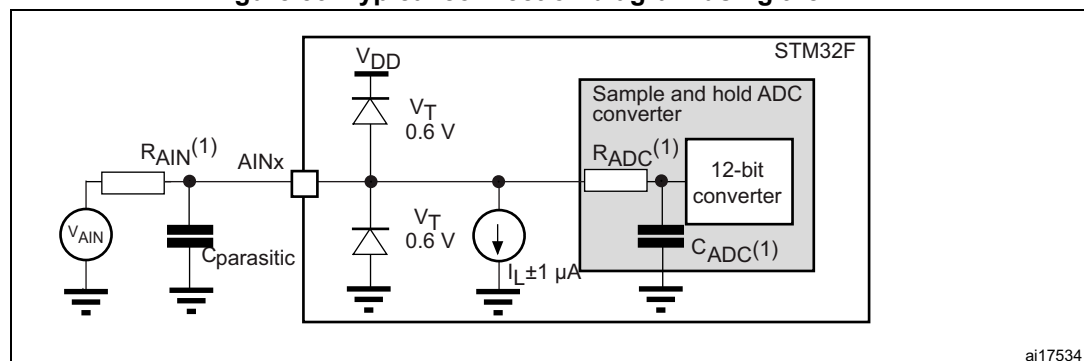 STM32F
VDD
Sample and hold ADC
converter
VT
0.6 V
RAIN(1)
AINx
RADC(1)
12-bit
converter
VAIN
Cparasitic
VT
0.6 V
IL±1 µA
CADC(1)
ai17534